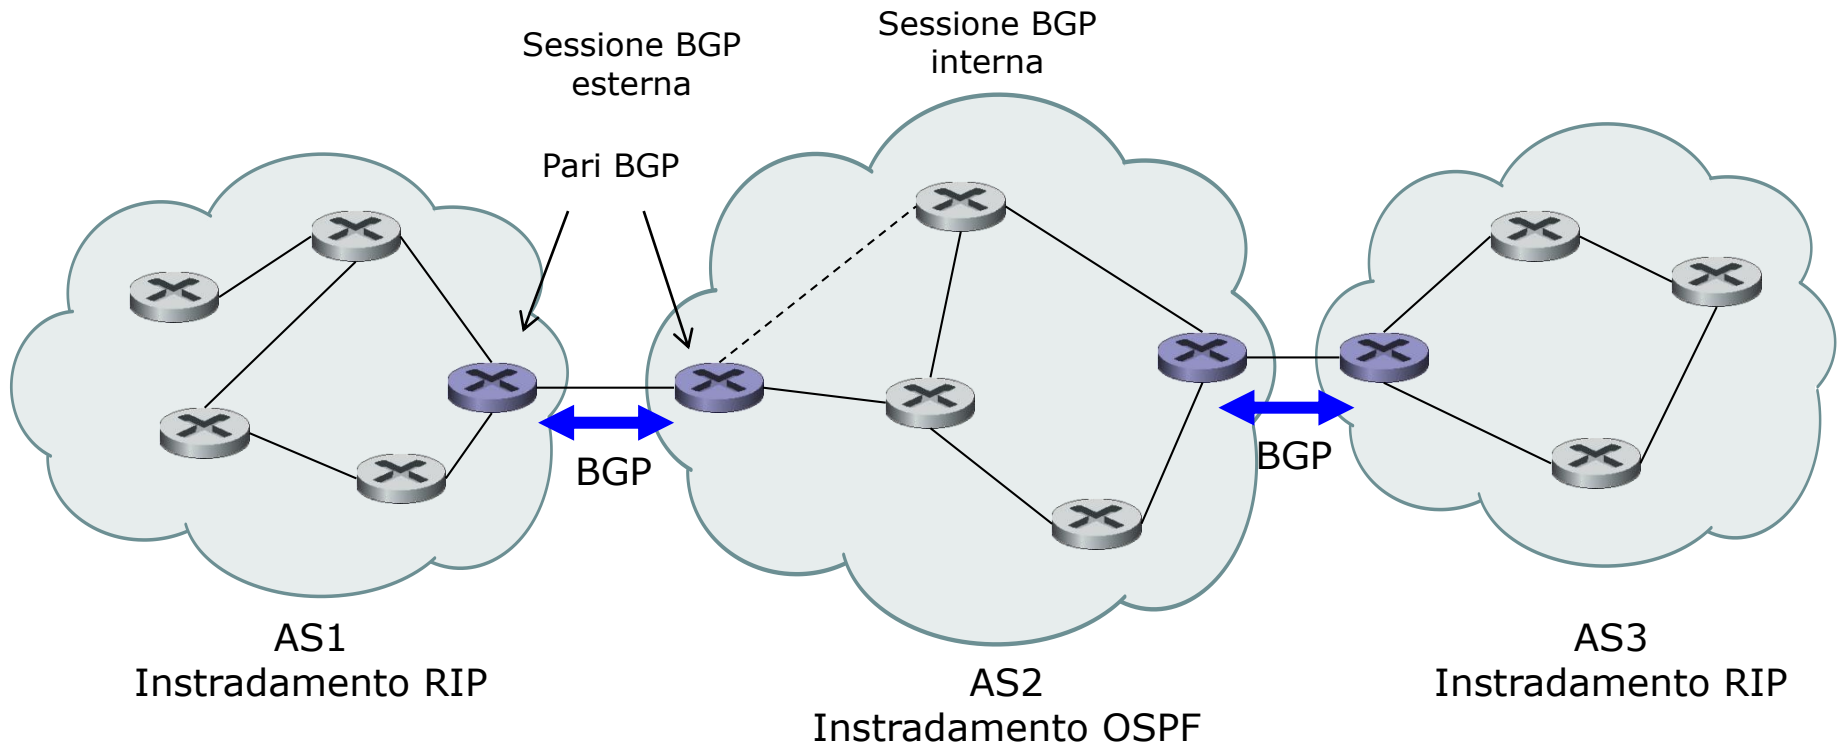 Sessione BGP
esterna
Sessione BGP
interna
Pari BGP
BGP
BGP
AS1
Instradamento RIP
AS2
Instradamento OSPF
AS3
Instradamento RIP